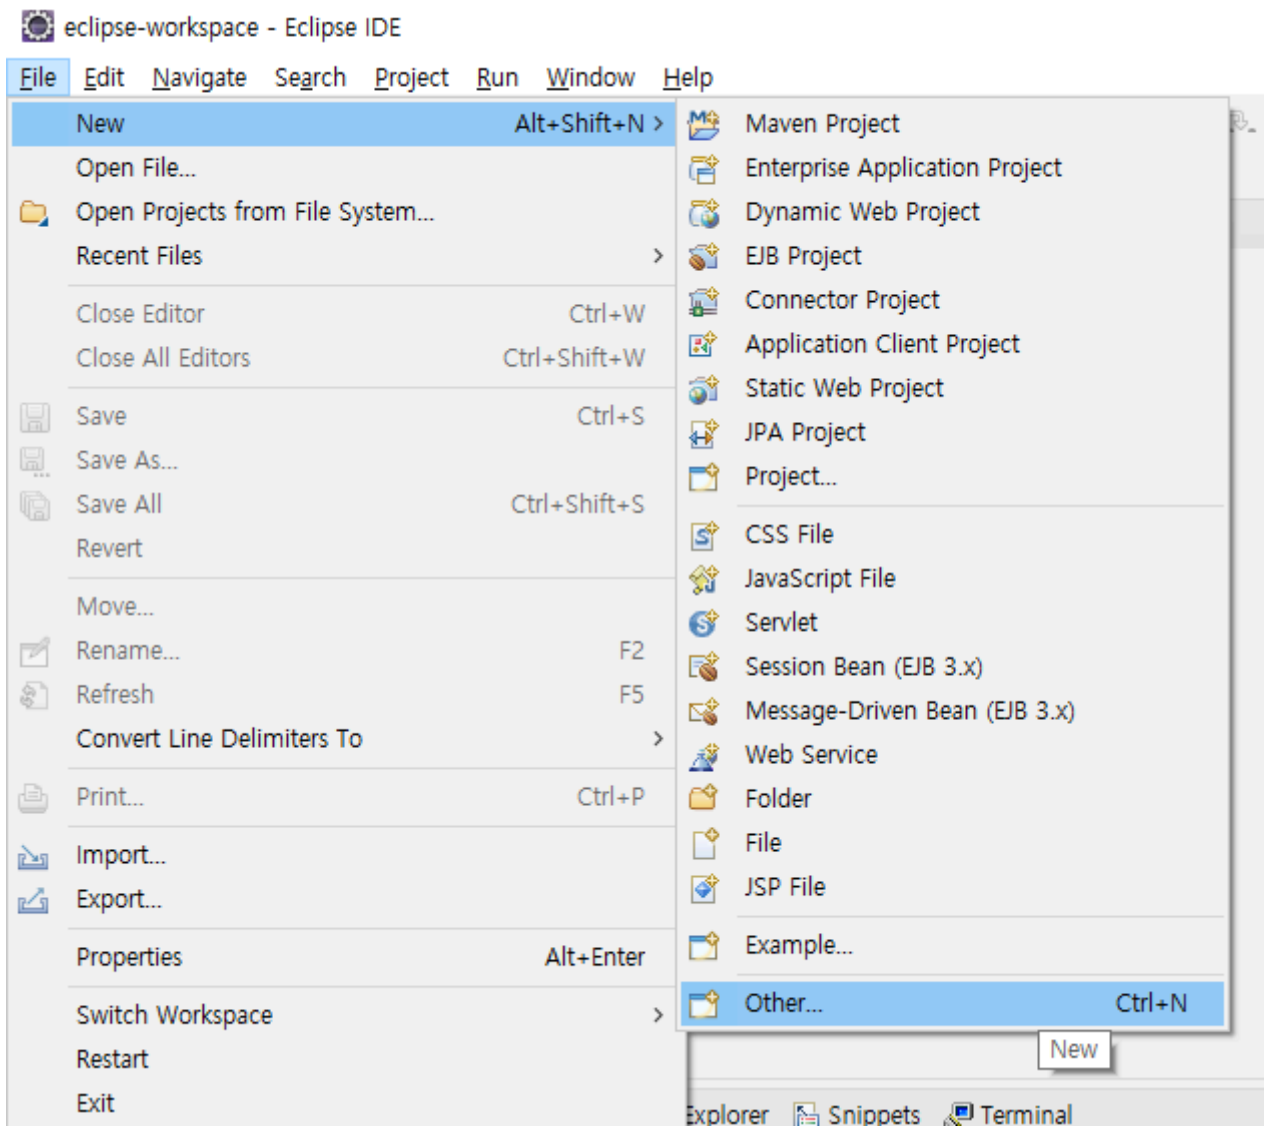 eclipse-workspace - Eclipse IDE
File Edit Navigate Search Project Run Window Help
New Alt+Shift+N >
Open File...
Open Projects from File System...
Recent Files >
Close Editor Ctrl+W
Close All Editors Ctrl+Shift+W
Save Ctrl+S
Save As...
Save All Ctrl+Shift+S
Revert
Move...
Rename... F2
Refresh F5
Convert Line Delimiters To >
Print... Ctrl+P
Import...
Export...
Properties Alt+Enter
Switch Workspace >
Restart
Exit
Maven Project
Enterprise Application Project
Dynamic Web Project
EJB Project
Connector Project
Application Client Project
Static Web Project
JPA Project
Project...
CSS File
JavaScript File
Servlet
Session Bean (EJB 3.x)
Message-Driven Bean (EJB 3.x)
Web Service
Folder
File
JSP File
Example...
Other... Ctrl+N
New
Explorer Snippets Terminal